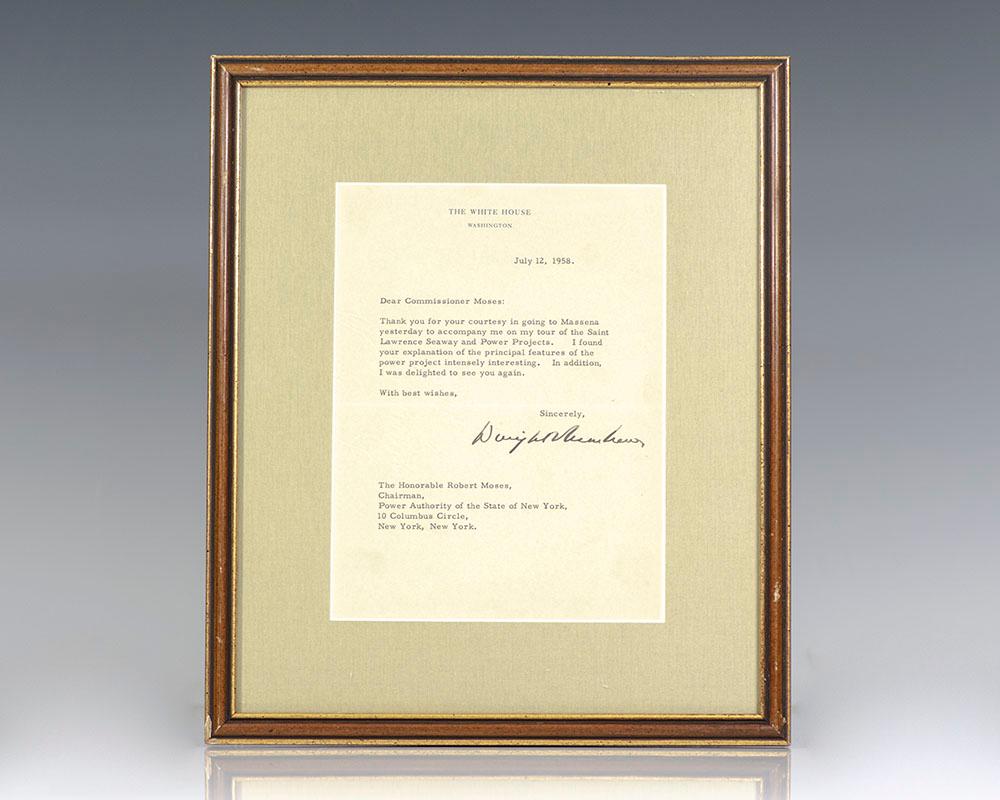 THE WHITE HOUSE
WASHINGTON
July 12, 1958.
Dear Commissioner Moses:
Thank you for your courtesy in going to Massena
yesterday to accompany me on my tour of the Saint
Lawrence Seaway and Power Projects. I found
your explanation of the principal features of the
power project intensely interesting. In addition,
I was delighted to see you again.
With best wishes,
Sincerely,
Dwight D Eisenhower
The Honorable Robert Moses,
Chairman,
Power Authority of the State of New York,
10 Columbus Circle,
New York, New York.